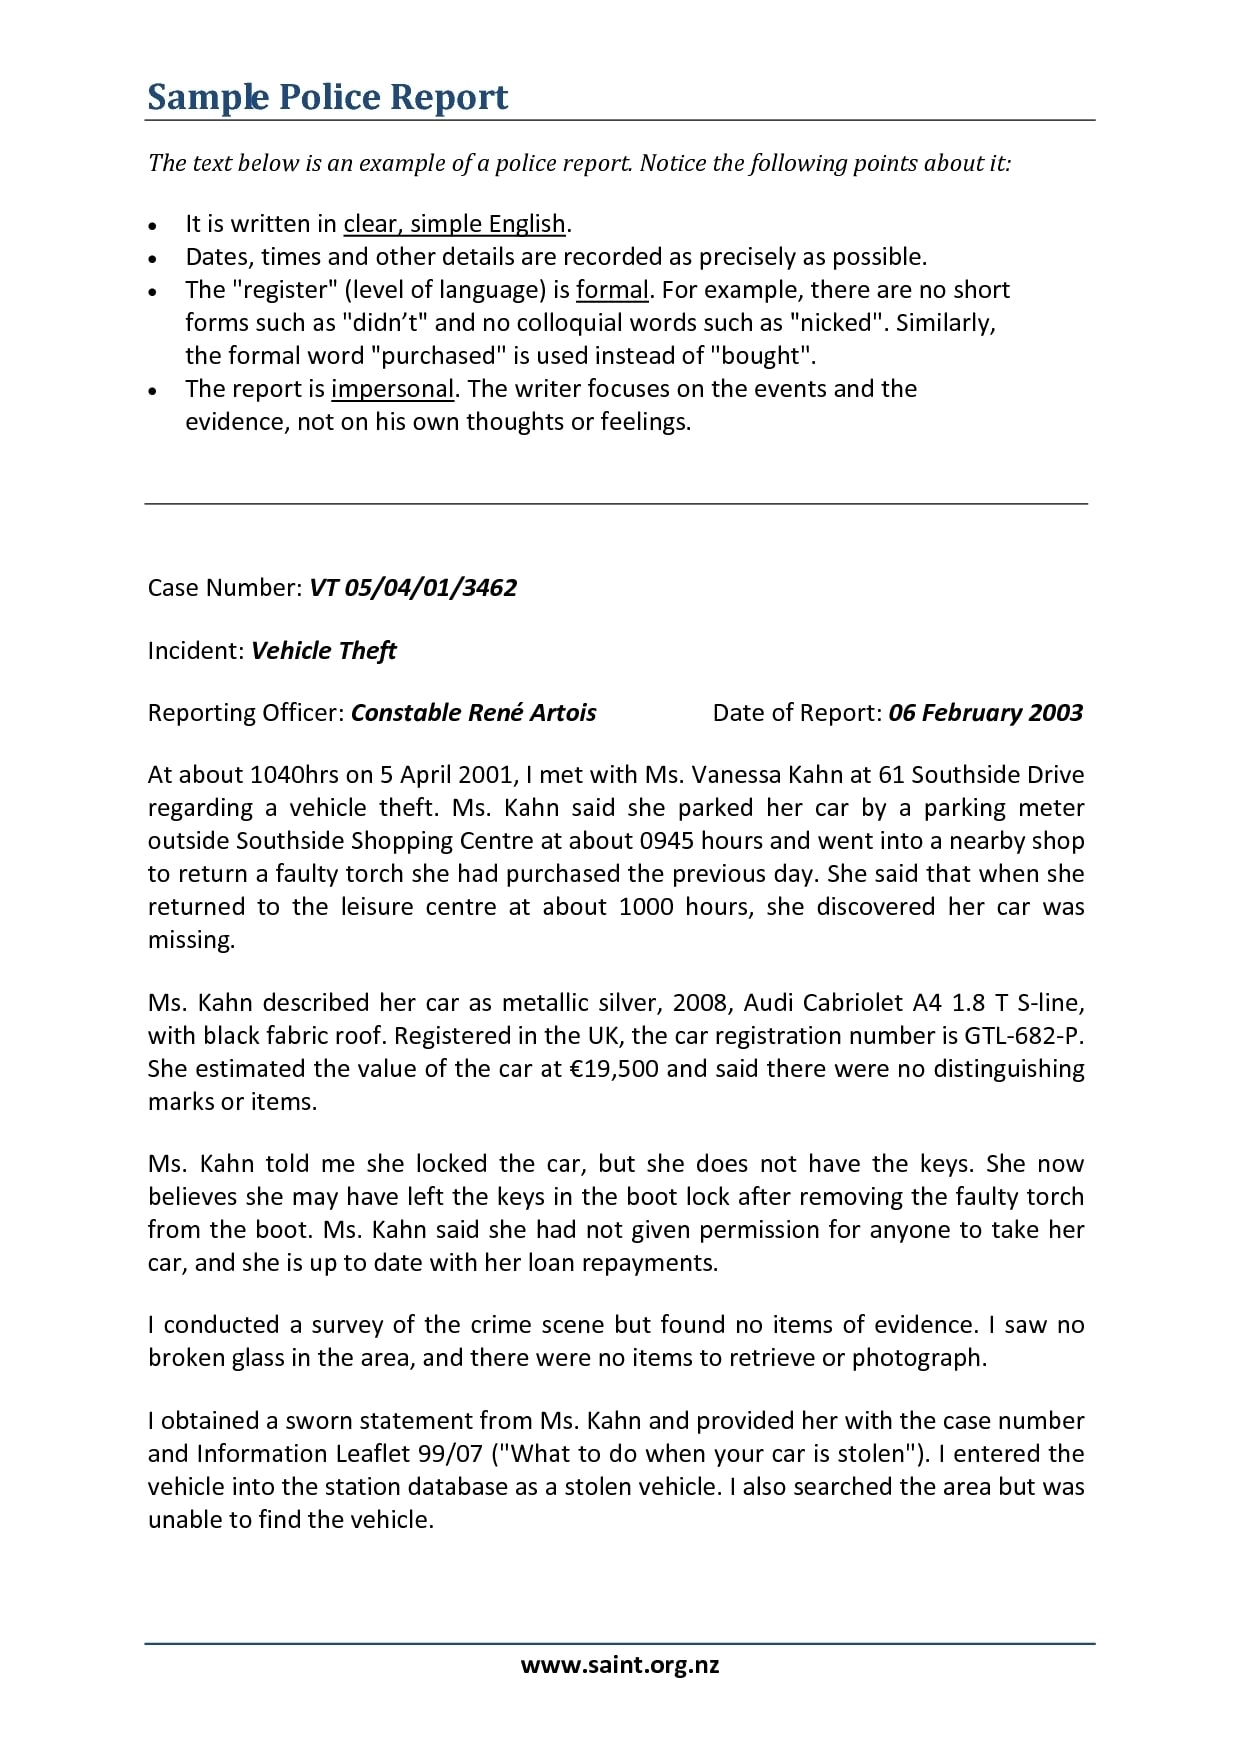 Sample Police Report
The text below is an example of a police report. Notice the following points about it:
• It is written in clear, simple English.
• Dates, times and other details are recorded as precisely as possible.
• The "register" (level of language) is formal. For example, there are no short
forms such as "didn’t" and no colloquial words such as "nicked". Similarly,
the formal word "purchased" is used instead of "bought".
• The report is impersonal. The writer focuses on the events and the
evidence, not on his own thoughts or feelings.
Case Number: VT 05/04/01/3462
Incident: Vehicle Theft
Reporting Officer: Constable René Artois Date of Report: 06 February 2003
At about 1040hrs on 5 April 2001, I met with Ms. Vanessa Kahn at 61 Southside Drive
regarding a vehicle theft. Ms. Kahn said she parked her car by a parking meter
outside Southside Shopping Centre at about 0945 hours and went into a nearby shop
to return a faulty torch she had purchased the previous day. She said that when she
returned to the leisure centre at about 1000 hours, she discovered her car was
missing.
Ms. Kahn described her car as metallic silver, 2008, Audi Cabriolet A4 1.8 T S-line,
with black fabric roof. Registered in the UK, the car registration number is GTL-682-P.
She estimated the value of the car at €19,500 and said there were no distinguishing
marks or items.
Ms. Kahn told me she locked the car, but she does not have the keys. She now
believes she may have left the keys in the boot lock after removing the faulty torch
from the boot. Ms. Kahn said she had not given permission for anyone to take her
car, and she is up to date with her loan repayments.
I conducted a survey of the crime scene but found no items of evidence. I saw no
broken glass in the area, and there were no items to retrieve or photograph.
I obtained a sworn statement from Ms. Kahn and provided her with the case number
and Information Leaflet 99/07 ("What to do when your car is stolen"). I entered the
vehicle into the station database as a stolen vehicle. I also searched the area but was
unable to find the vehicle.
www.saint.org.nz